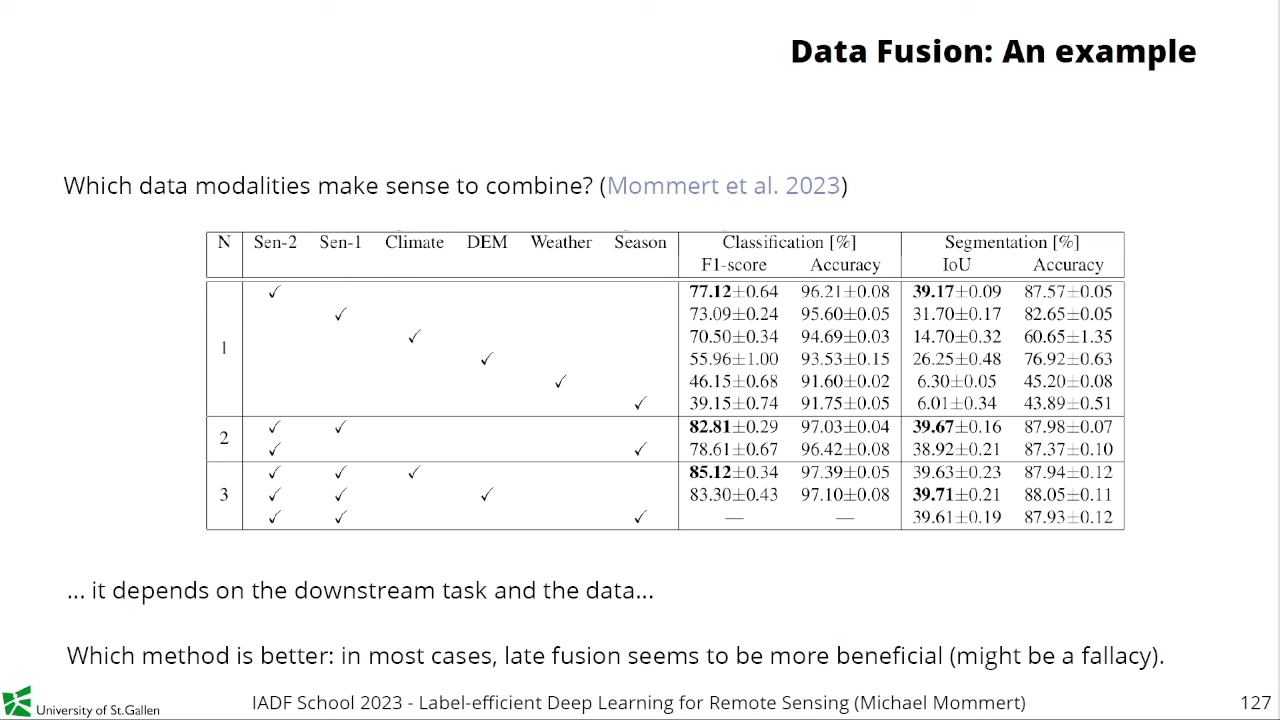 Data Fusion: An example
Which data modalities make sense to combine? (Mommert et al. 2023)
N Sen-2 Sen-1 Climate DEM Weather Season Classification [%] Segmentation [%]
F1-score Accuracy IoU Accuracy
1
✓ 77.12±0.64 96.21±0.08 39.17±0.09 87.57±0.05
✓ 73.09±0.24 95.60±0.05 31.70±0.17 82.65±0.05
✓ 70.50±0.34 94.69±0.03 14.70±0.32 60.65±1.35
✓ 55.96±1.00 93.53±0.15 26.25±0.48 76.92±0.63
✓ 46.15±0.68 91.60±0.02 6.30±0.05 45.20±0.08
✓ 39.15±0.74 91.75±0.05 6.01±0.34 43.89±0.51
2
✓ ✓ 82.81±0.29 97.03±0.04 39.67±0.16 87.98±0.07
✓ ✓ 78.61±0.67 96.42±0.08 38.92±0.21 87.37±0.10
3
✓ ✓ ✓ 85.12±0.34 97.39±0.05 39.63±0.23 87.94±0.12
✓ ✓ ✓ 83.30±0.43 97.10±0.08 39.71±0.21 88.05±0.11
✓ ✓ ✓ — — 39.61±0.19 87.93±0.12
... it depends on the downstream task and the data...
Which method is better: in most cases, late fusion seems to be more beneficial (might be a fallacy).
University of St.Gallen
IADF School 2023 - Label-efficient Deep Learning for Remote Sensing (Michael Mommert)
127